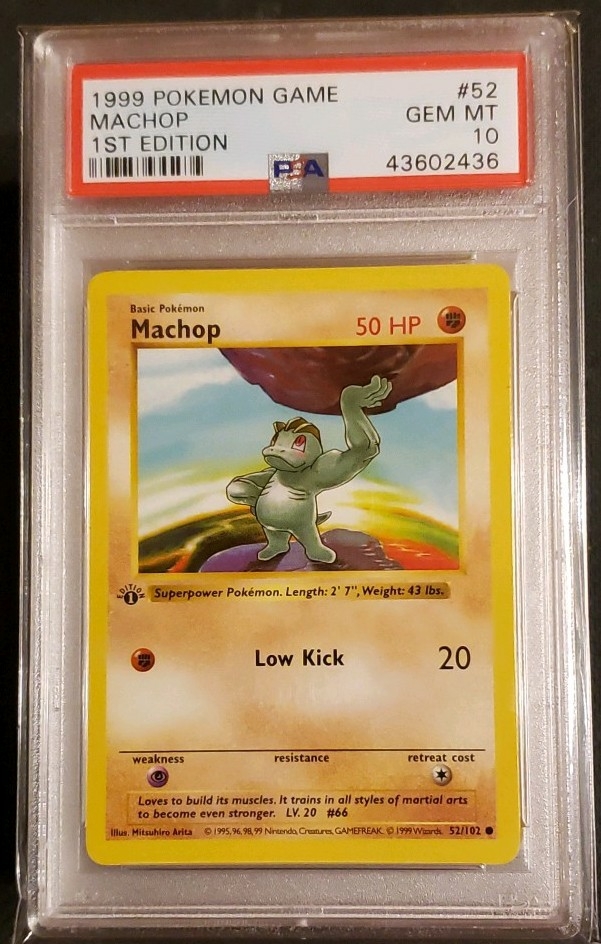 1999 POKEMON GAME #52
MACHOP GEM MT
1ST EDITION 10
43602436
PSA
Basic Pokémon
Machop 50 HP
EDITION
1
Superpower Pokémon. Length: 2' 7", Weight: 43 lbs.
Low Kick 20
weakness resistance retreat cost
Loves to build its muscles. It trains in all styles of martial arts
to become even stronger. LV. 20 #66
Illus. Mitsuhiro Arita © 1995, 96, 98, 99 Nintendo, Creatures, GAMEFREAK. © 1999 Wizards. 52/102